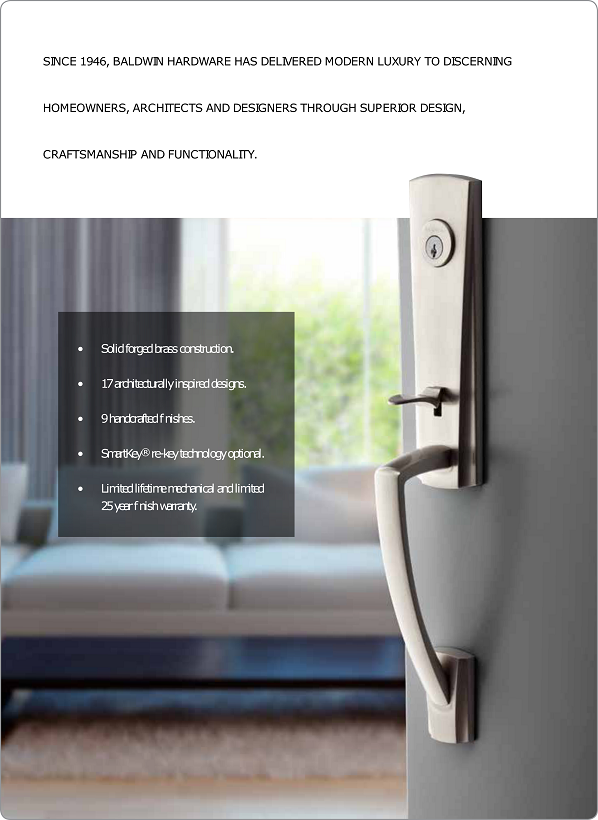 SINCE 1946, BALDWIN HARDWARE HAS DELIVERED MODERN LUXURY TO DISCERNING
HOMEOWNERS, ARCHITECTS AND DESIGNERS THROUGH SUPERIOR DESIGN,
CRAFTSMANSHIP AND FUNCTIONALITY.
• Solid forged brass construction.
• 17 architecturally inspired designs.
• 9 handcrafted f nishes.
• SmartKey® re-key technology optional.
• Limited lifetime mechanical and limited
25 year f nish warranty.